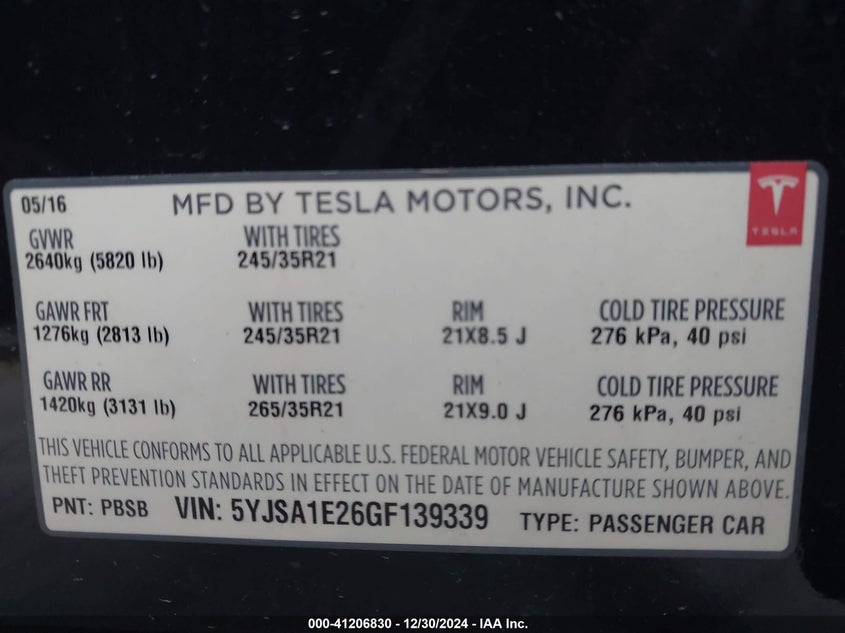 05/16 MFD BY TESLA MOTORS, INC.
TESLA
GVWR WITH TIRES
2640kg (5820 lb) 245/35R21
GAWR FRT WITH TIRES RIM COLD TIRE PRESSURE
1276kg (2813 lb) 245/35R21 21X8.5 J 276 kPa, 40 psi
GAWR RR WITH TIRES RIM COLD TIRE PRESSURE
1420kg (3131 lb) 265/35R21 21X9.0 J 276 kPa, 40 psi
THIS VEHICLE CONFORMS TO ALL APPLICABLE U.S. FEDERAL MOTOR VEHICLE SAFETY, BUMPER, AND
THEFT PREVENTION STANDARDS IN EFFECT ON THE DATE OF MANUFACTURE SHOWN ABOVE.
PNT: PBSB VIN: 5YJSA1E26GF139339 TYPE: PASSENGER CAR
000-41206830 - 12/30/2024 - IAA Inc.